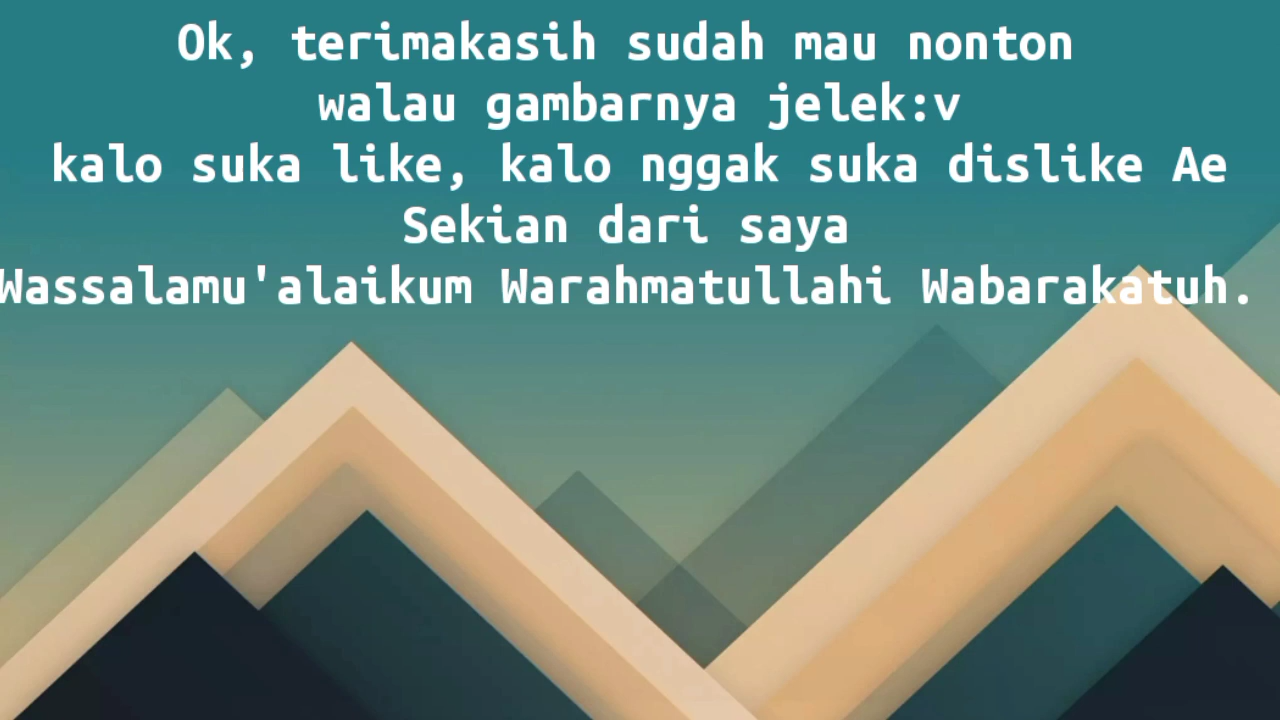 Ok, terimakasih sudah mau nonton
walau gambarnya jelek:v
kalo suka like, kalo nggak suka dislike Ae
Sekian dari saya
Wassalamu'alaikum Warahmatullahi Wabarakatuh.